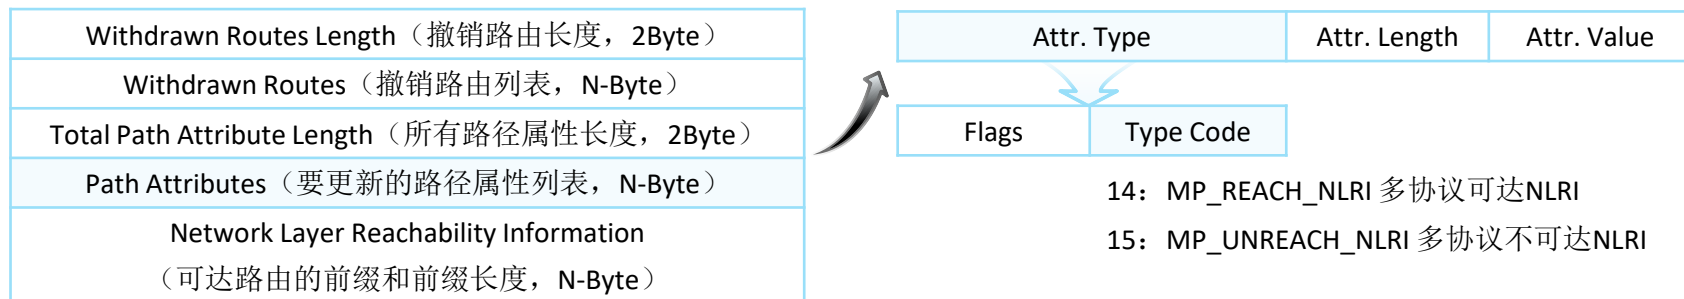 Withdrawn Routes Length（撤销路由长度，2Byte）
Withdrawn Routes（撤销路由列表，N-Byte）
Total Path Attribute Length（所有路径属性长度，2Byte）
Path Attributes（要更新的路径属性列表，N-Byte）
Network Layer Reachability Information
（可达路由的前缀和前缀长度，N-Byte）
Attr. Type
Attr. Length
Attr. Value
Flags
Type Code
14：MP_REACH_NLRI 多协议可达NLRI
15：MP_UNREACH_NLRI 多协议不可达NLRI